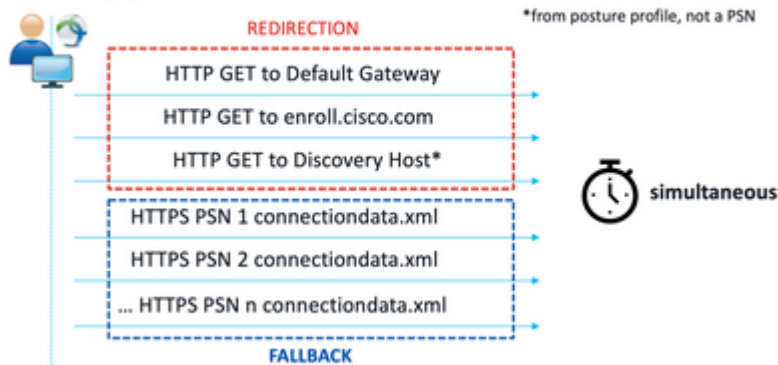 REDIRECTION
*from posture profile, not a PSN
HTTP GET to Default Gateway
HTTP GET to enroll.cisco.com
HTTP GET to Discovery Host*
simultaneous
HTTPS PSN 1 connectiondata.xml
HTTPS PSN 2 connectiondata.xml
... HTTPS PSN n connectiondata.xml
FALLBACK